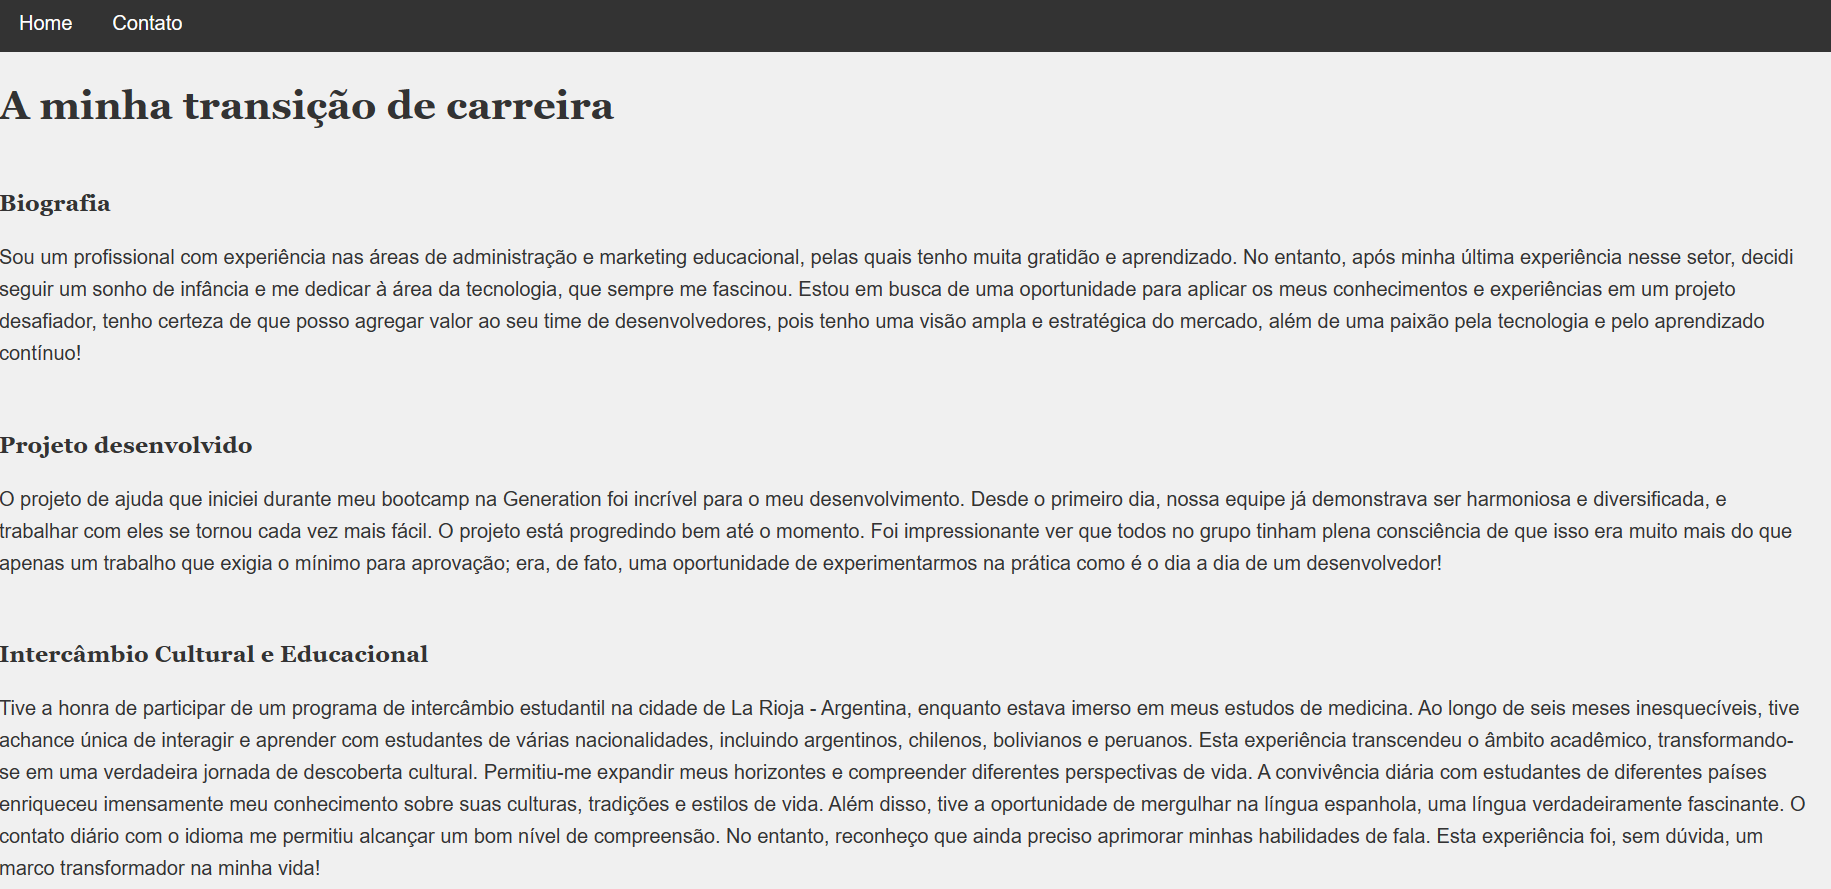 Home Contato
A minha transição de carreira
Biografia
Sou um profissional com experiência nas áreas de administração e marketing educacional, pelas quais tenho muita gratidão e aprendizado. No entanto, após minha última experiência nesse setor, decidi
seguir um sonho de infância e me dedicar à área da tecnologia, que sempre me fascinou. Estou em busca de uma oportunidade para aplicar os meus conhecimentos e experiências em um projeto
desafiador, tenho certeza de que posso agregar valor ao seu time de desenvolvedores, pois tenho uma visão ampla e estratégica do mercado, além de uma paixão pela tecnologia e pelo aprendizado
contínuo!
Projeto desenvolvido
O projeto de ajuda que iniciei durante meu bootcamp na Generation foi incrível para o meu desenvolvimento. Desde o primeiro dia, nossa equipe já demonstrava ser harmoniosa e diversificada, e
trabalhar com eles se tornou cada vez mais fácil. O projeto está progredindo bem até o momento. Foi impressionante ver que todos no grupo tinham plena consciência de que isso era muito mais do que
apenas um trabalho que exigia o mínimo para aprovação; era, de fato, uma oportunidade de experimentarmos na prática como é o dia a dia de um desenvolvedor!
Intercâmbio Cultural e Educacional
Tive a honra de participar de um programa de intercâmbio estudantil na cidade de La Rioja - Argentina, enquanto estava imerso em meus estudos de medicina. Ao longo de seis meses inesquecíveis, tive
achance única de interagir e aprender com estudantes de várias nacionalidades, incluindo argentinos, chilenos, bolivianos e peruanos. Esta experiência transcendeu o âmbito acadêmico, transformando-
se em uma verdadeira jornada de descoberta cultural. Permitiu-me expandir meus horizontes e compreender diferentes perspectivas de vida. A convivência diária com estudantes de diferentes países
enriqueceu imensamente meu conhecimento sobre suas culturas, tradições e estilos de vida. Além disso, tive a oportunidade de mergulhar na língua espanhola, uma língua verdadeiramente fascinante. O
contato diário com o idioma me permitiu alcançar um bom nível de compreensão. No entanto, reconheço que ainda preciso aprimorar minhas habilidades de fala. Esta experiência foi, sem dúvida, um
marco transformador na minha vida!